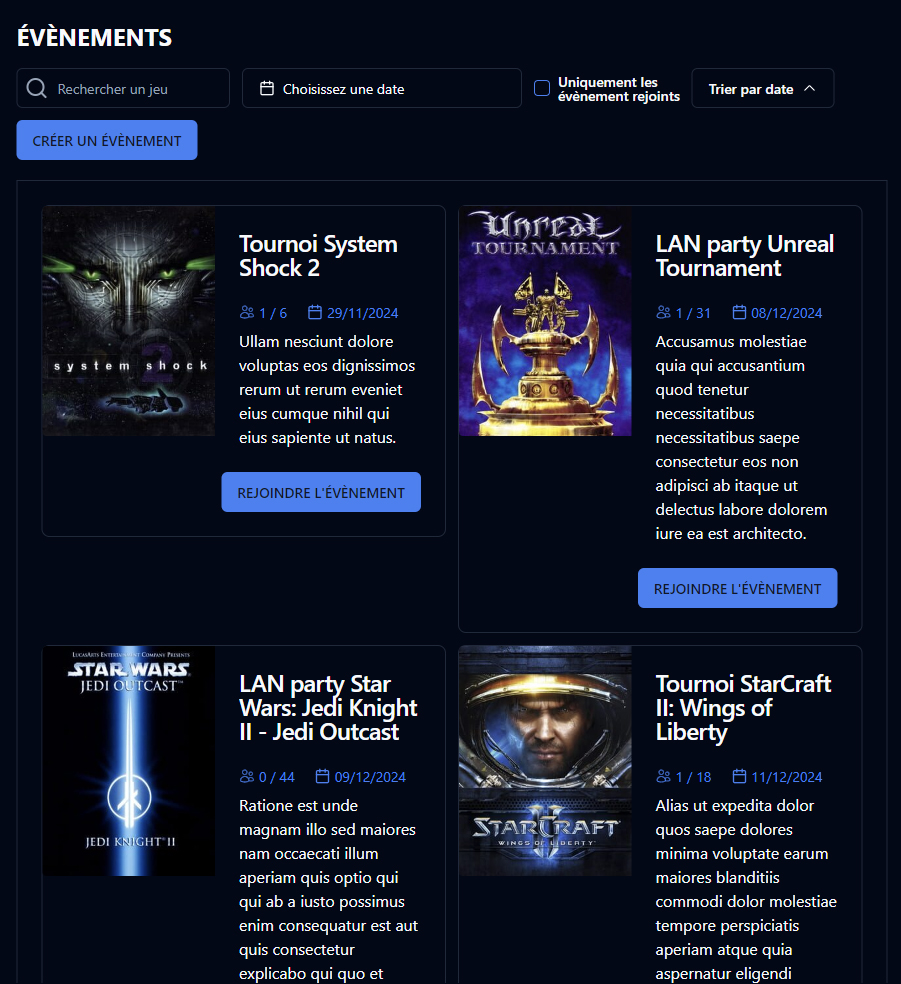 ÉVÈNEMENTS
Rechercher un jeu
Choisissez une date
Uniquement les
évènement rejoints
Trier par date
CRÉER UN ÉVÈNEMENT
system shock
2
Tournoi System
Shock 2
1 / 6 29/11/2024
Ullam nesciunt dolore
voluptas eos dignissimos
rerum ut rerum eveniet
eius cumque nihil qui
eius sapiente ut natus.
REJOINDRE L'ÉVÈNEMENT
Unreal
TOURNAMENT
LAN party Unreal
Tournament
1 / 31 08/12/2024
Accusamus molestiae
quia qui accusantium
quod tenetur
necessitatibus
necessitatibus saepe
consectetur eos non
adipisci ab itaque ut
delectus labore dolorem
iure ea est architecto.
REJOINDRE L'ÉVÈNEMENT
LUCASARTS ENTERTAINMENT COMPANY PRESENTS
STAR WARS
JEDI OUTCAST™
JEDI KNIGHT® II
LAN party Star
Wars: Jedi Knight
II - Jedi Outcast
0 / 44 09/12/2024
Ratione est unde
magnam illo sed maiores
nam occaecati illum
aperiam quis optio qui
qui ab a iusto possimus
enim consequatur est aut
quis consectetur
explicabo qui quo et
STARCRAFT
II
WINGS OF LIBERTY
Tournoi StarCraft
II: Wings of
Liberty
1 / 18 11/12/2024
Alias ut expedita dolor
quos saepe dolores
minima voluptate earum
maiores blanditiis
commodi dolor molestiae
tempore perspiciatis
aperiam atque quia
aspernatur eligendi